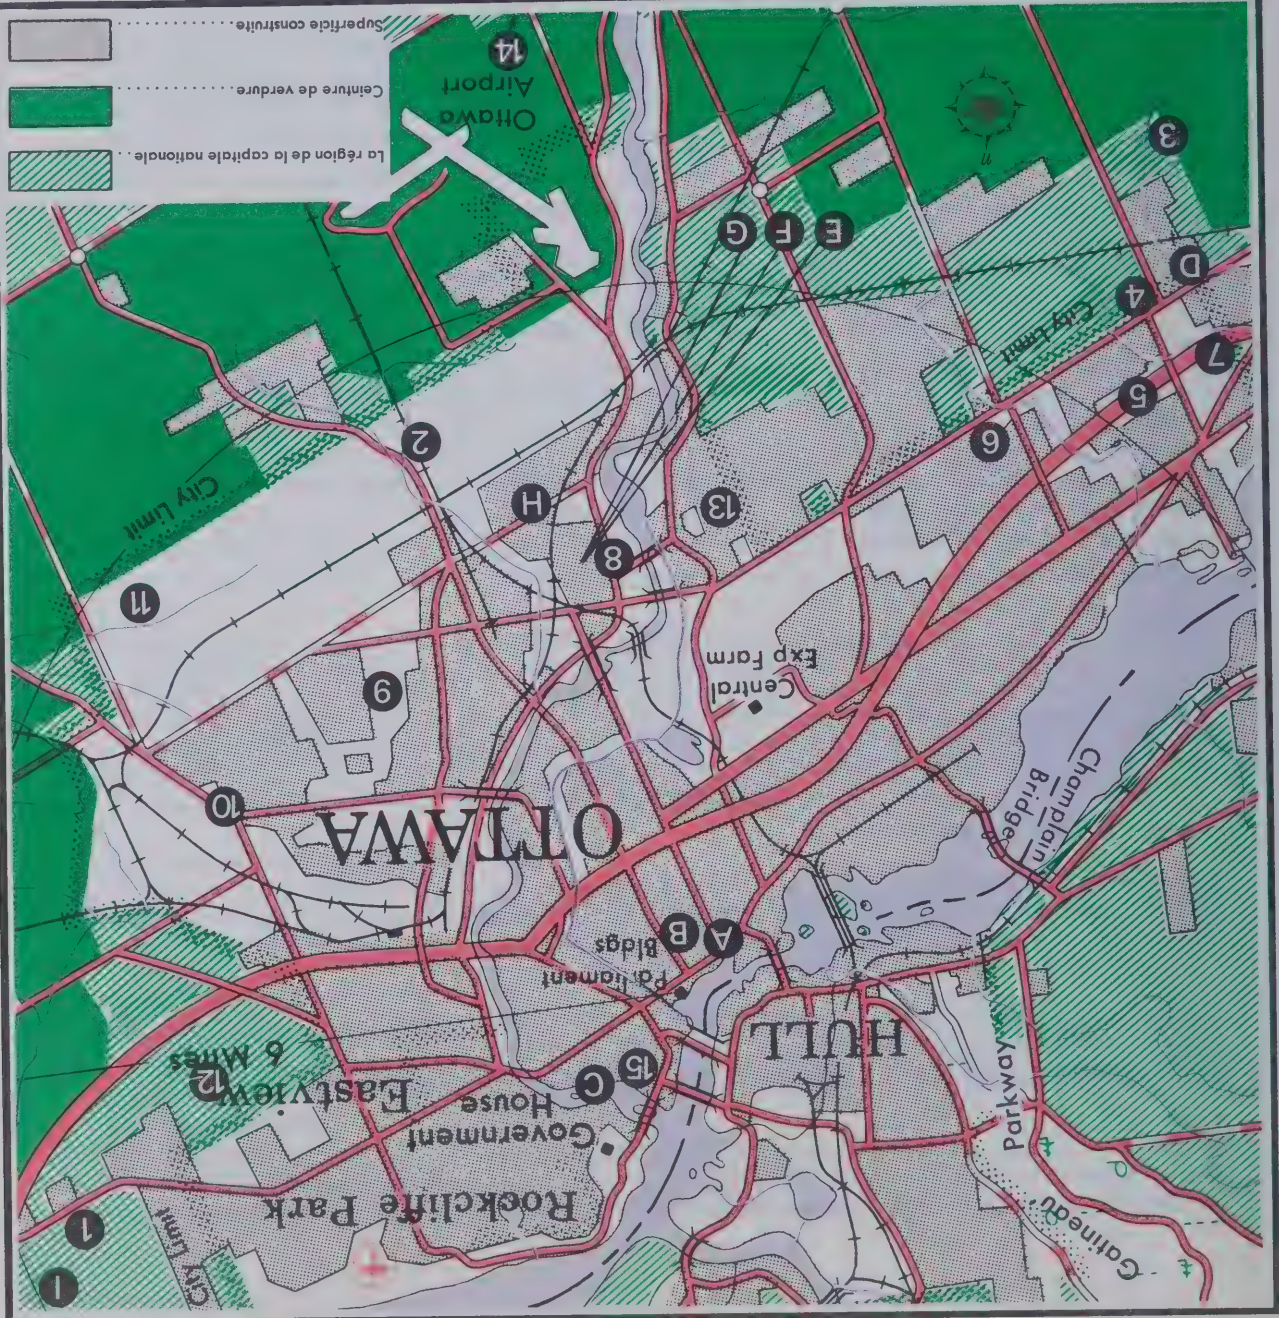 Gatineau
Parkway
City Limit
I
1
Rockcliffe Park
Government
House
Eastview
6 Miles
12
C
15
HULL
Parliament
Bldgs
A
B
Champlain
Bridge
OTTAWA
10
Central
Exp Farm
9
11
City Limit
8
H
13
2
6
5
7
4
D
City Limit
E
F
G
3
n
Ottawa
Airport
14
La région de la capitale nationale..
Ceinture de verdure..............
Superficie construite..............